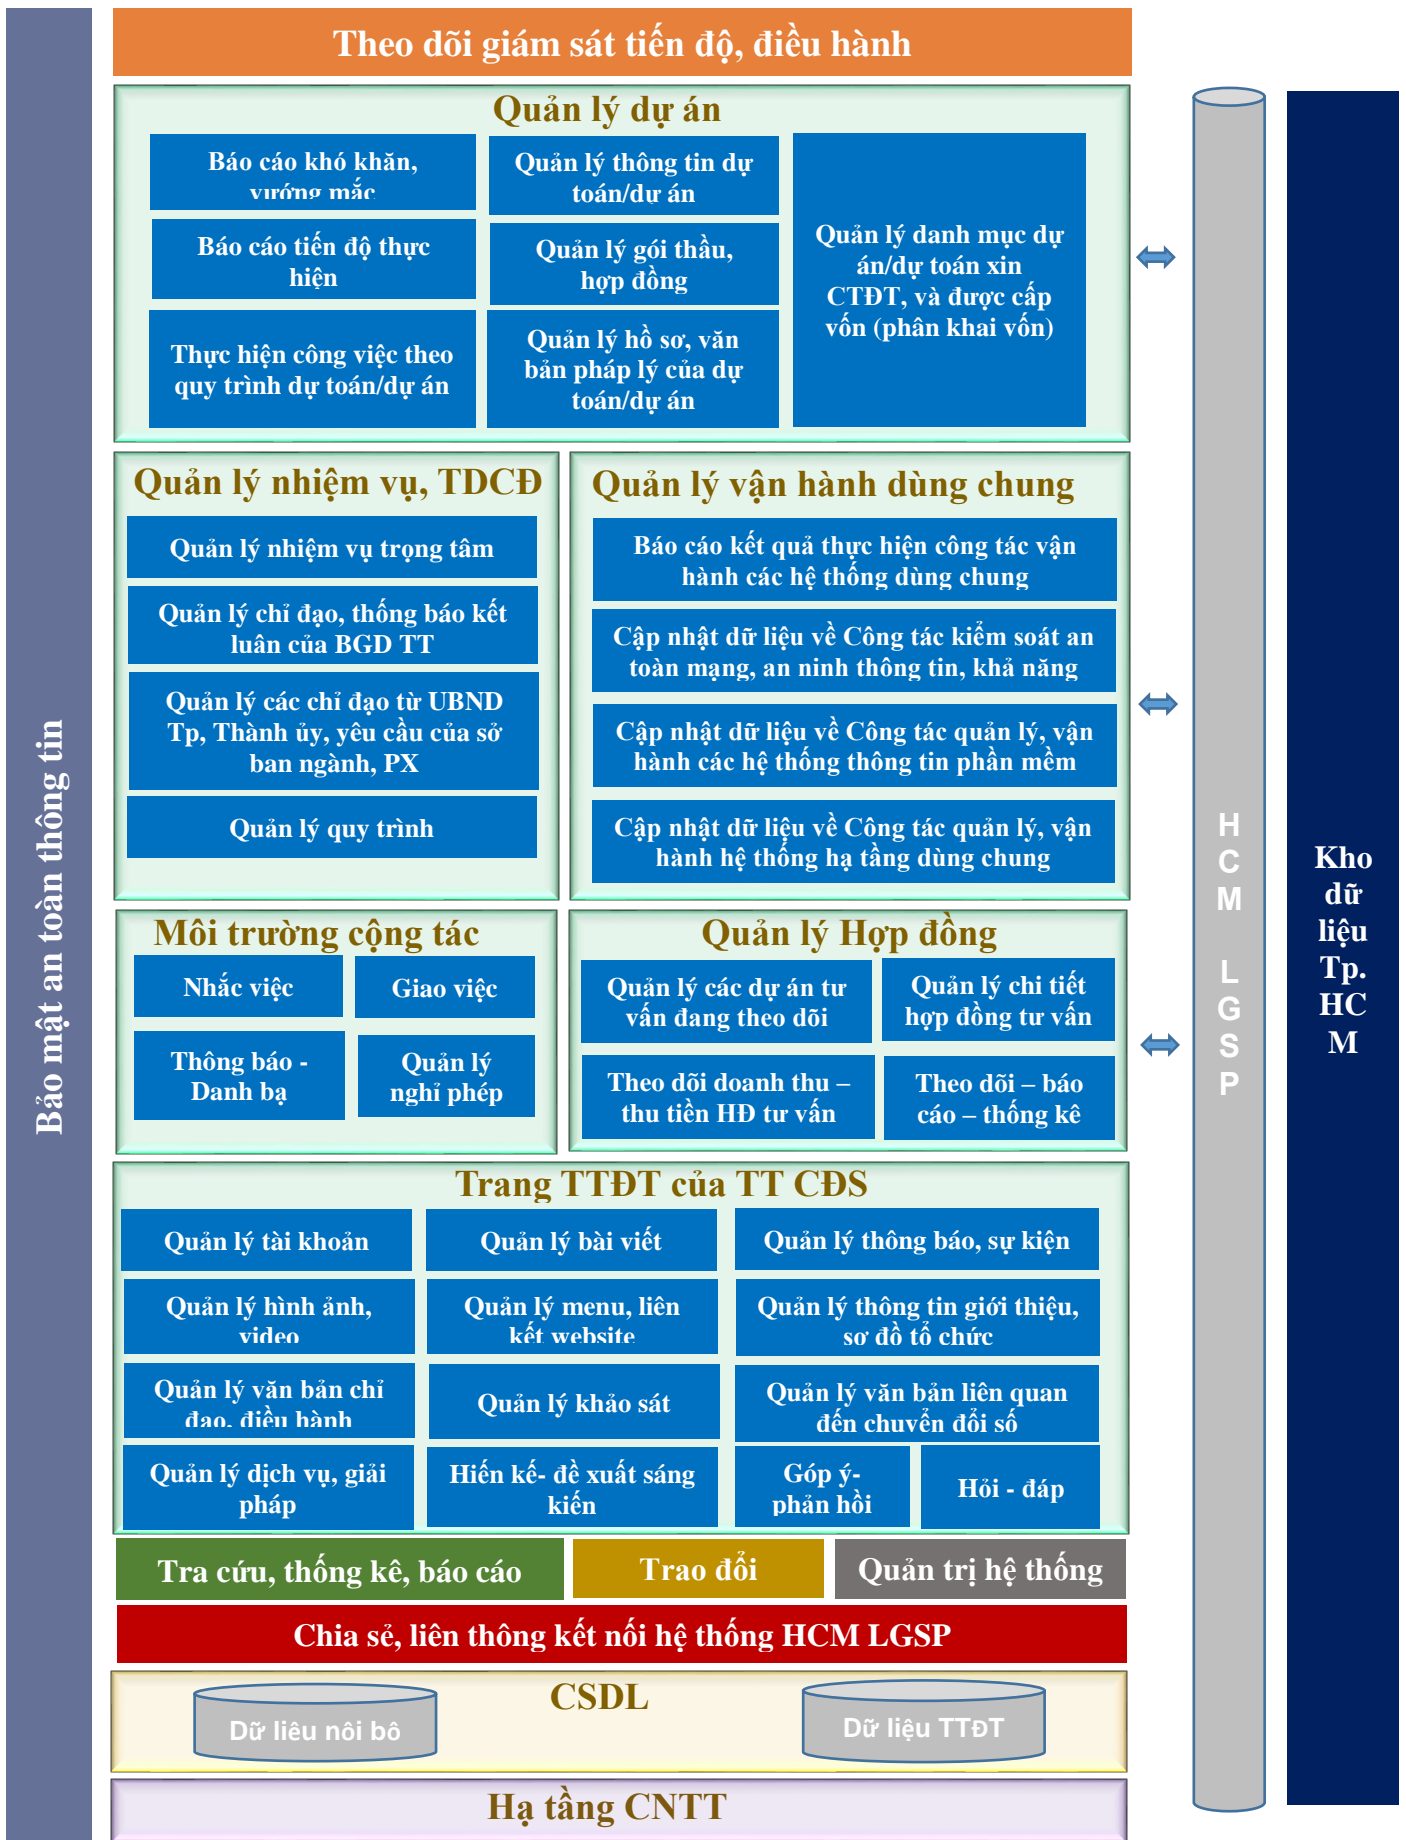 Theo dõi giám sát tiến độ, điều hành
Quản lý dự án
Báo cáo khó khăn,
vướng mắc
Quản lý thông tin dự
toán/dự án
Báo cáo tiến độ thực
hiện
Quản lý gói thầu,
hợp đồng
Thực hiện công việc theo
quy trình dự toán/dự án
Quản lý hồ sơ, văn
bản pháp lý của dự
toán/dự án
Quản lý danh mục dự
án/dự toán xin
CTĐT, và được cấp
vốn (phân khai vốn)
Quản lý nhiệm vụ, TDCĐ
Quản lý nhiệm vụ trọng tâm
Quản lý chỉ đạo, thống báo kết
luân của BGD TT
Quản lý các chỉ đạo từ UBND
Tp, Thành ủy, yêu cầu của sở
ban ngành, PX
Quản lý quy trình
Quản lý vận hành dùng chung
Báo cáo kết quả thực hiện công tác vận
hành các hệ thống dùng chung
Cập nhật dữ liệu về Công tác kiểm soát an
toàn mạng, an ninh thông tin, khả năng
Cập nhật dữ liệu về Công tác quản lý, vận
hành các hệ thống thông tin phần mềm
Cập nhật dữ liệu về Công tác quản lý, vận
hành hệ thống hạ tầng dùng chung
Môi trường cộng tác
Nhắc việc
Giao việc
Thông báo -
Danh bạ
Quản lý
nghỉ phép
Quản lý Hợp đồng
Quản lý các dự án tư
vấn đang theo dõi
Quản lý chi tiết
hợp đồng tư vấn
Theo dõi doanh thu –
thu tiền HĐ tư vấn
Theo dõi – báo
cáo – thống kê
Trang TTĐT của TT CĐS
Quản lý tài khoản
Quản lý bài viết
Quản lý thông báo, sự kiện
Quản lý hình ảnh,
video
Quản lý menu, liên
kết website
Quản lý thông tin giới thiệu,
sơ đồ tổ chức
Quản lý văn bản chỉ
đạo, điều hành
Quản lý khảo sát
Quản lý văn bản liên quan
đến chuyển đổi số
Quản lý dịch vụ, giải
pháp
Hiến kế- đề xuất sáng
kiến
Góp ý-
phản hồi
Hỏi - đáp
Tra cứu, thống kê, báo cáo
Trao đổi
Quản trị hệ thống
Chia sẻ, liên thông kết nối hệ thống HCM LGSP
CSDL
Dữ liệu nội bộ
Dữ liệu TTĐT
Hạ tầng CNTT
Bảo mật an toàn thông tin
H
C
M
L
G
S
P
Kho
dữ
liệu
Tp.
HC
M